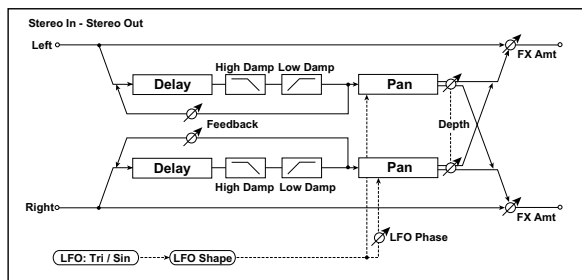 Stereo In - Stereo Out
Left
FX Amt
High Damp Low Damp
Delay
Pan
Feedback
Depth
Delay
Pan
High Damp Low Damp
Right
FX Amt
LFO Phase
LFO: Tri / Sin
LFO Shape